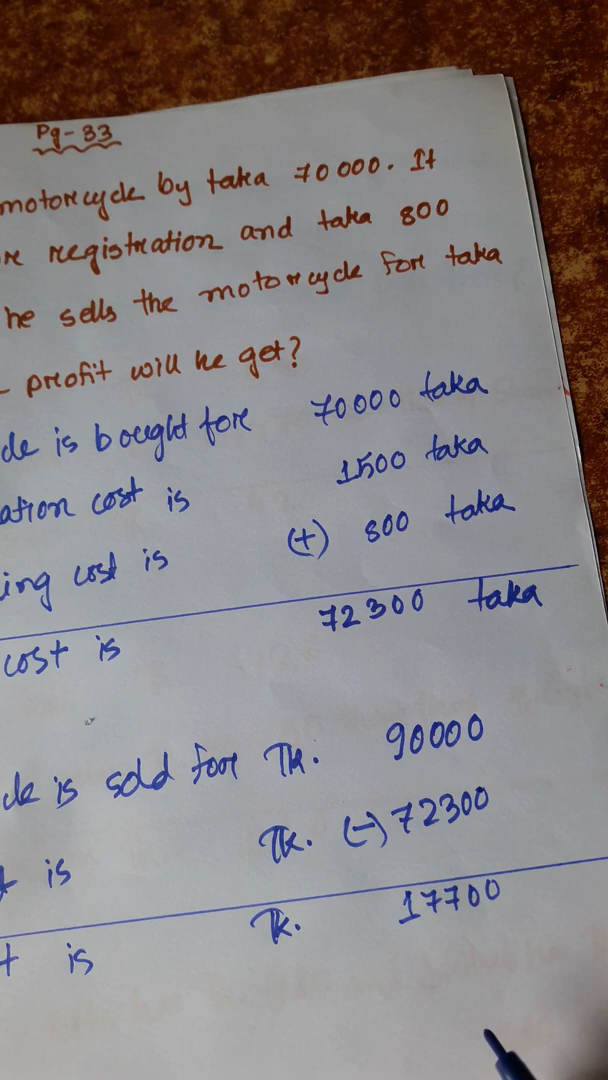 Pg-33
motorcycle by taka 70000. If
registration and taka 800
he sells the motorcycle for taka
profit will he get?
is bought fore 70000 taka
cost is 1500 taka
cost is (+) 800 taka
cost is 72300 taka
is sold for Tk. 90000
is Tk. (-) 72300
is Tk. 17700